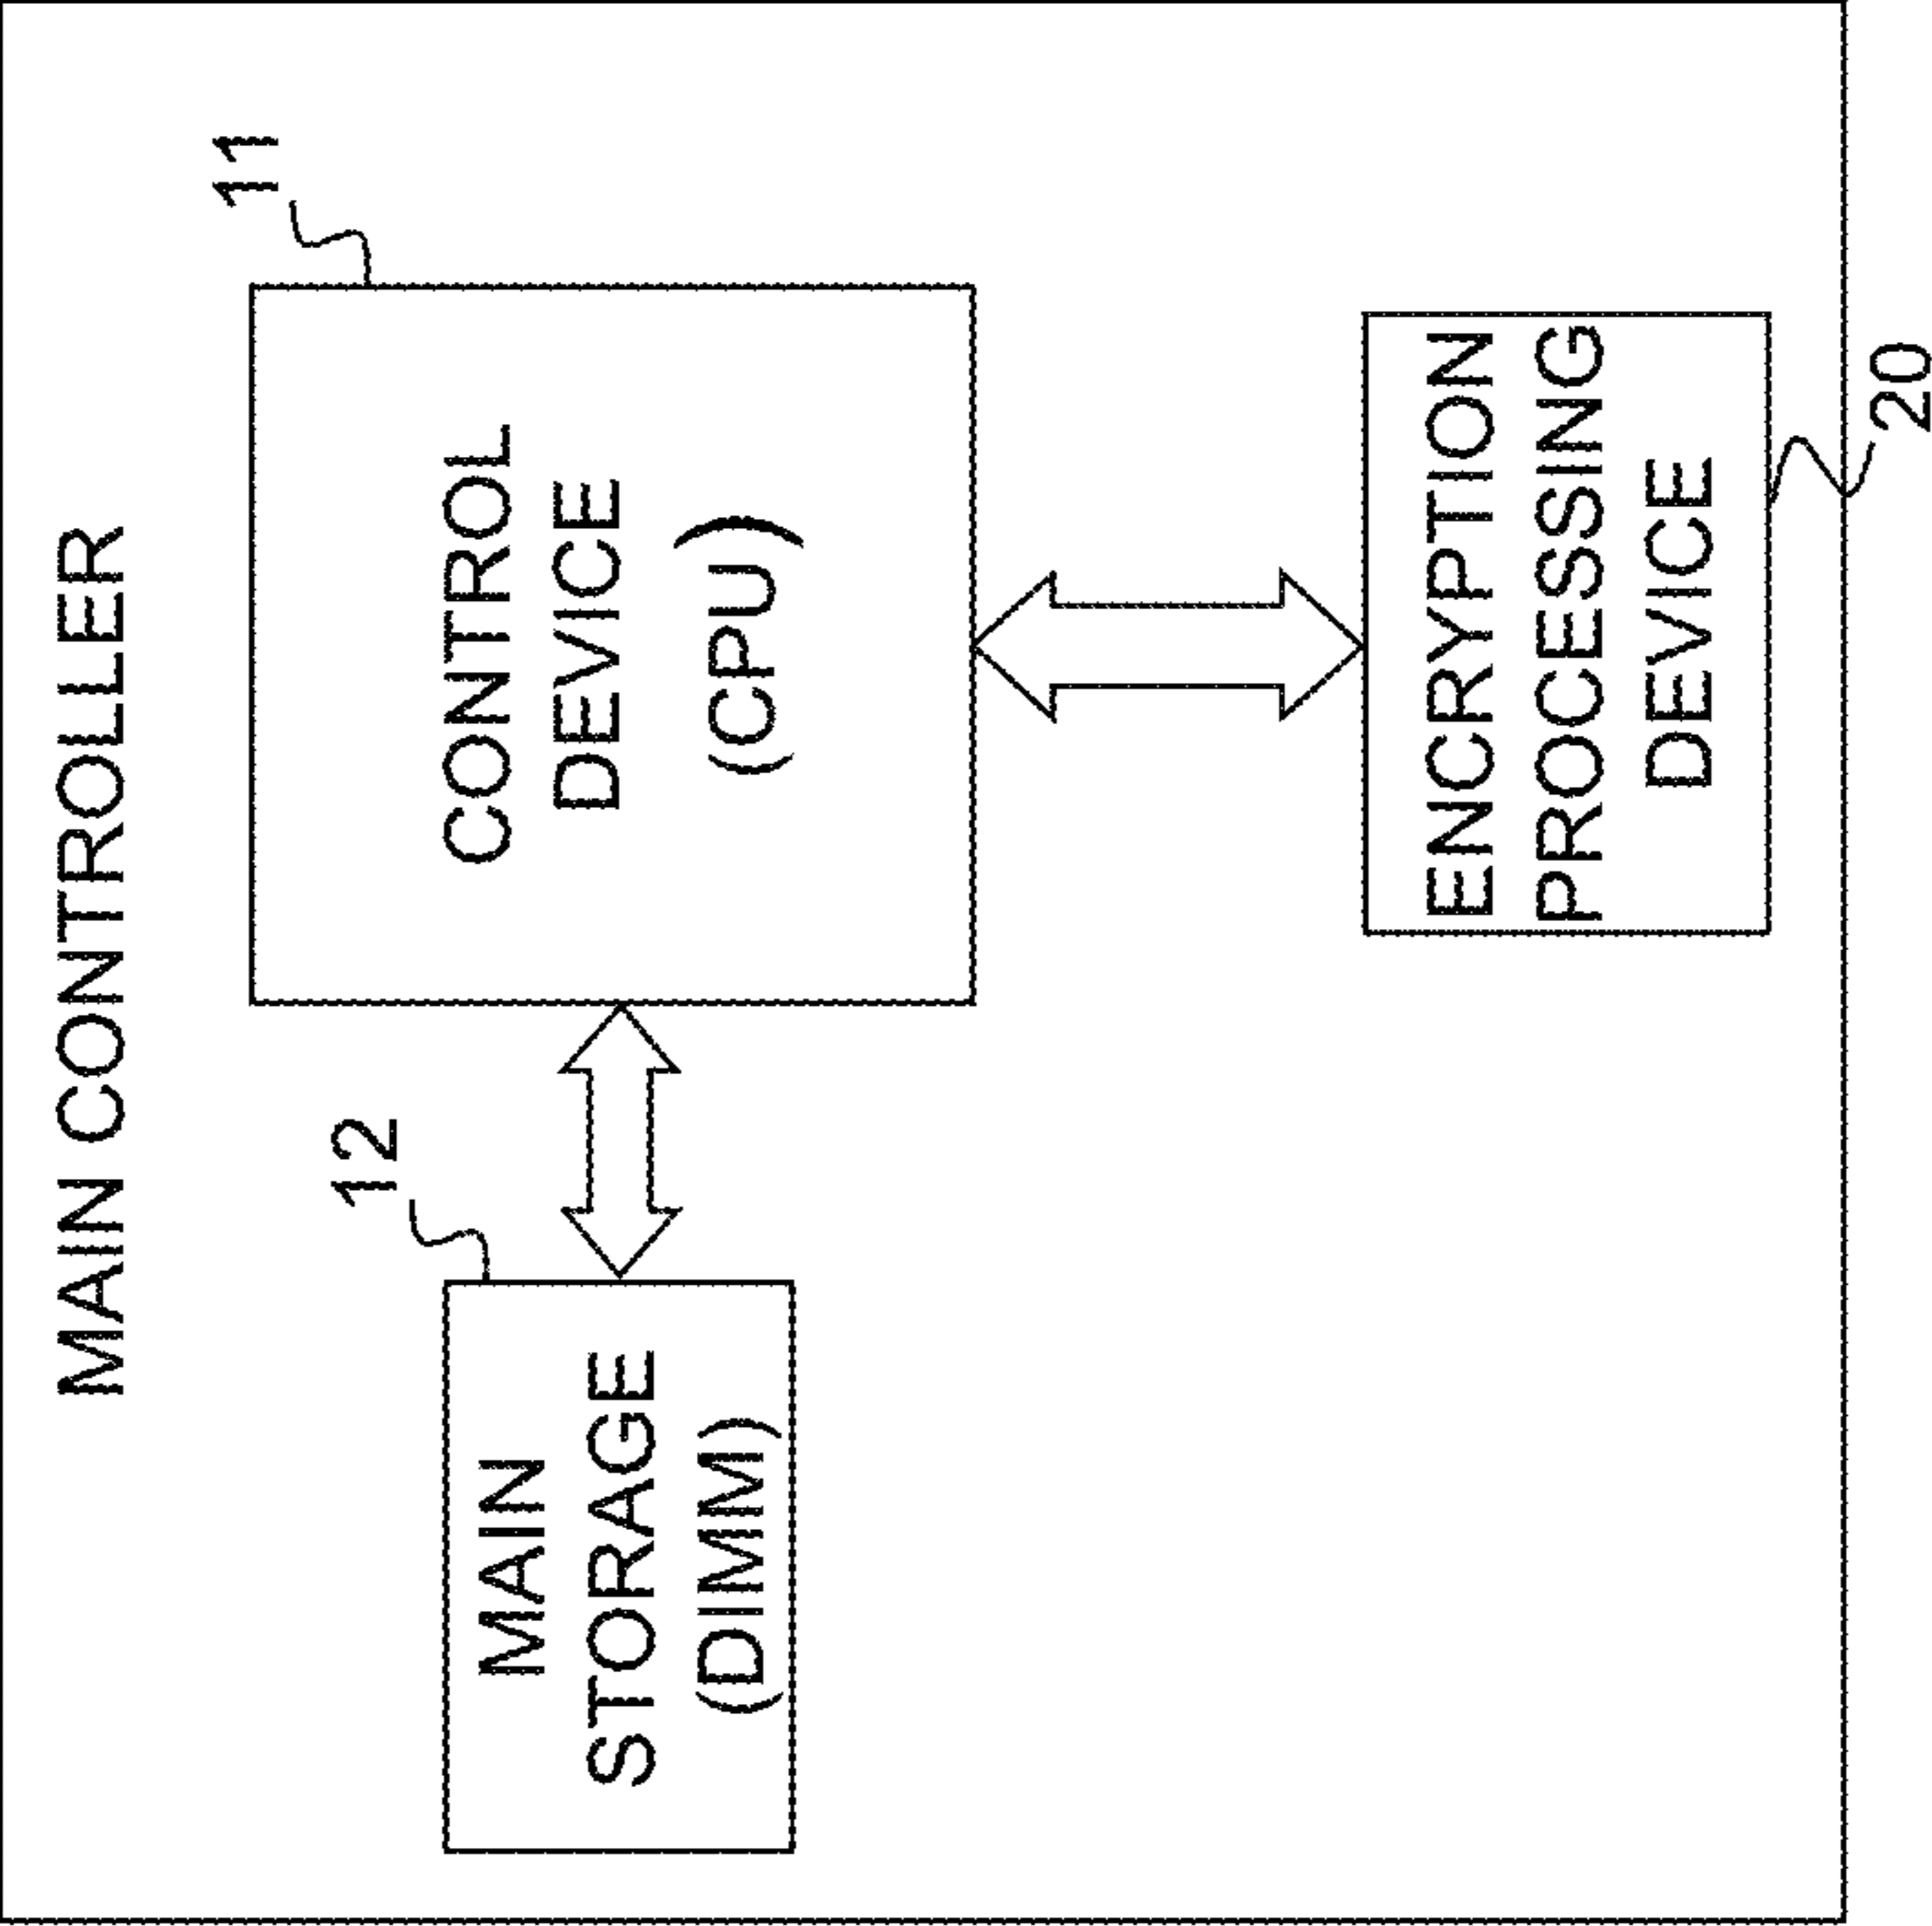 MAIN CONTROLLER
11
CONTROL
DEVICE
(CPU)
12
MAIN
STORAGE
(DIMM)
ENCRYPTION
PROCESSING
DEVICE
20